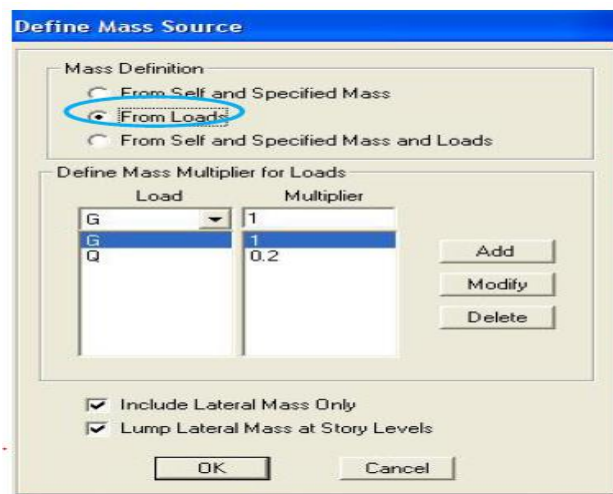 Define Mass Source
Mass Definition
From Self and Specified Mass
From Loads
From Self and Specified Mass and Loads
Define Mass Multiplier for Loads
Load Multiplier
G 1
G 1
Q 0.2
Add
Modify
Delete
Include Lateral Mass Only
Lump Lateral Mass at Story Levels
OK Cancel